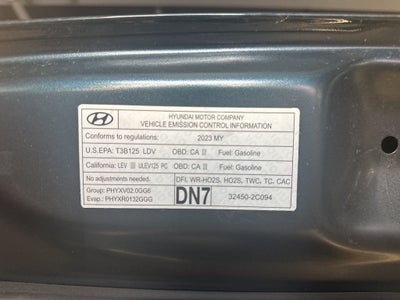 HYUNDAI MOTOR COMPANY
VEHICLE EMISSION CONTROL INFORMATION
Conforms to regulations: 2023 MY
U.S.EPA: T3B125 LDV OBD: CA II Fuel: Gasoline
California: LEV III ULEV125 PC OBD: CA II Fuel: Gasoline
No adjustments needed. DFI, WR-HO2S, HO2S, TWC, TC, CAC
Group: PHYXV02.0GG6 DN7 32450-2C094
Evap.: PHYXR0132GGG